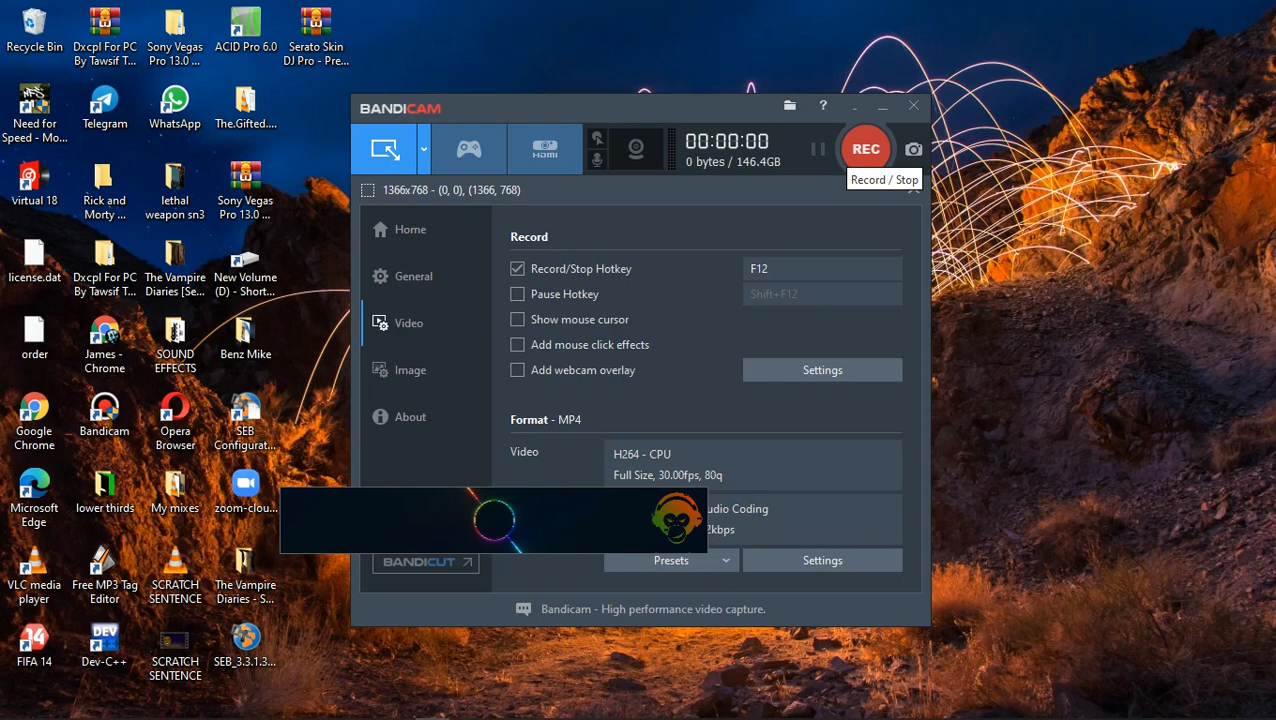 Recycle Bin
Dxcpl For PC
By Tawsif T...
Sony Vegas
Pro 13.0 ...
ACID Pro 6.0
Serato Skin
DJ Pro - Pre...
Need for
Speed - Mo...
Telegram
WhatsApp
The.Gifted....
virtual 18
Rick and
Morty ...
lethal
weapon sn3
Sony Vegas
Pro 13.0 ...
license.dat
Dxcpl For PC
By Tawsif T...
The Vampire
Diaries [Se...
New Volume
(D) - Short...
order
James -
Chrome
SOUND
EFFECTS
Benz Mike
Google
Chrome
Bandicam
Opera
Browser
SEB
Configurat...
Microsoft
Edge
lower thirds
My mixes
zoom-clou...
VLC media
player
Free MP3 Tag
Editor
SCRATCH
SENTENCE
The Vampire
Diaries - S...
FIFA 14
Dev-C++
SCRATCH
SENTENCE
SEB_3.3.1.3...
BANDICAM
?
HDMI
00:00:00
0 bytes / 146.4GB
REC
Record / Stop
1366x768 - (0, 0), (1366, 768)
Home
General
Video
Image
About
BANDICUT
Record
Record/Stop Hotkey
F12
Pause Hotkey
Shift+F12
Show mouse cursor
Add mouse click effects
Add webcam overlay
Settings
Format - MP4
Video
H264 - CPU
Full Size, 30.00fps, 80q
Coding
Presets
Settings
Bandicam - High performance video capture.